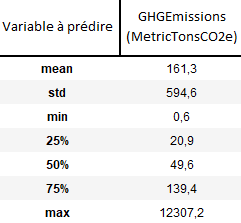 Variable à prédire GHGEmissions
(MetricTonsCO2e)
mean 161,3
std 594,6
min 0,6
25% 20,9
50% 49,6
75% 139,4
max 12307,2